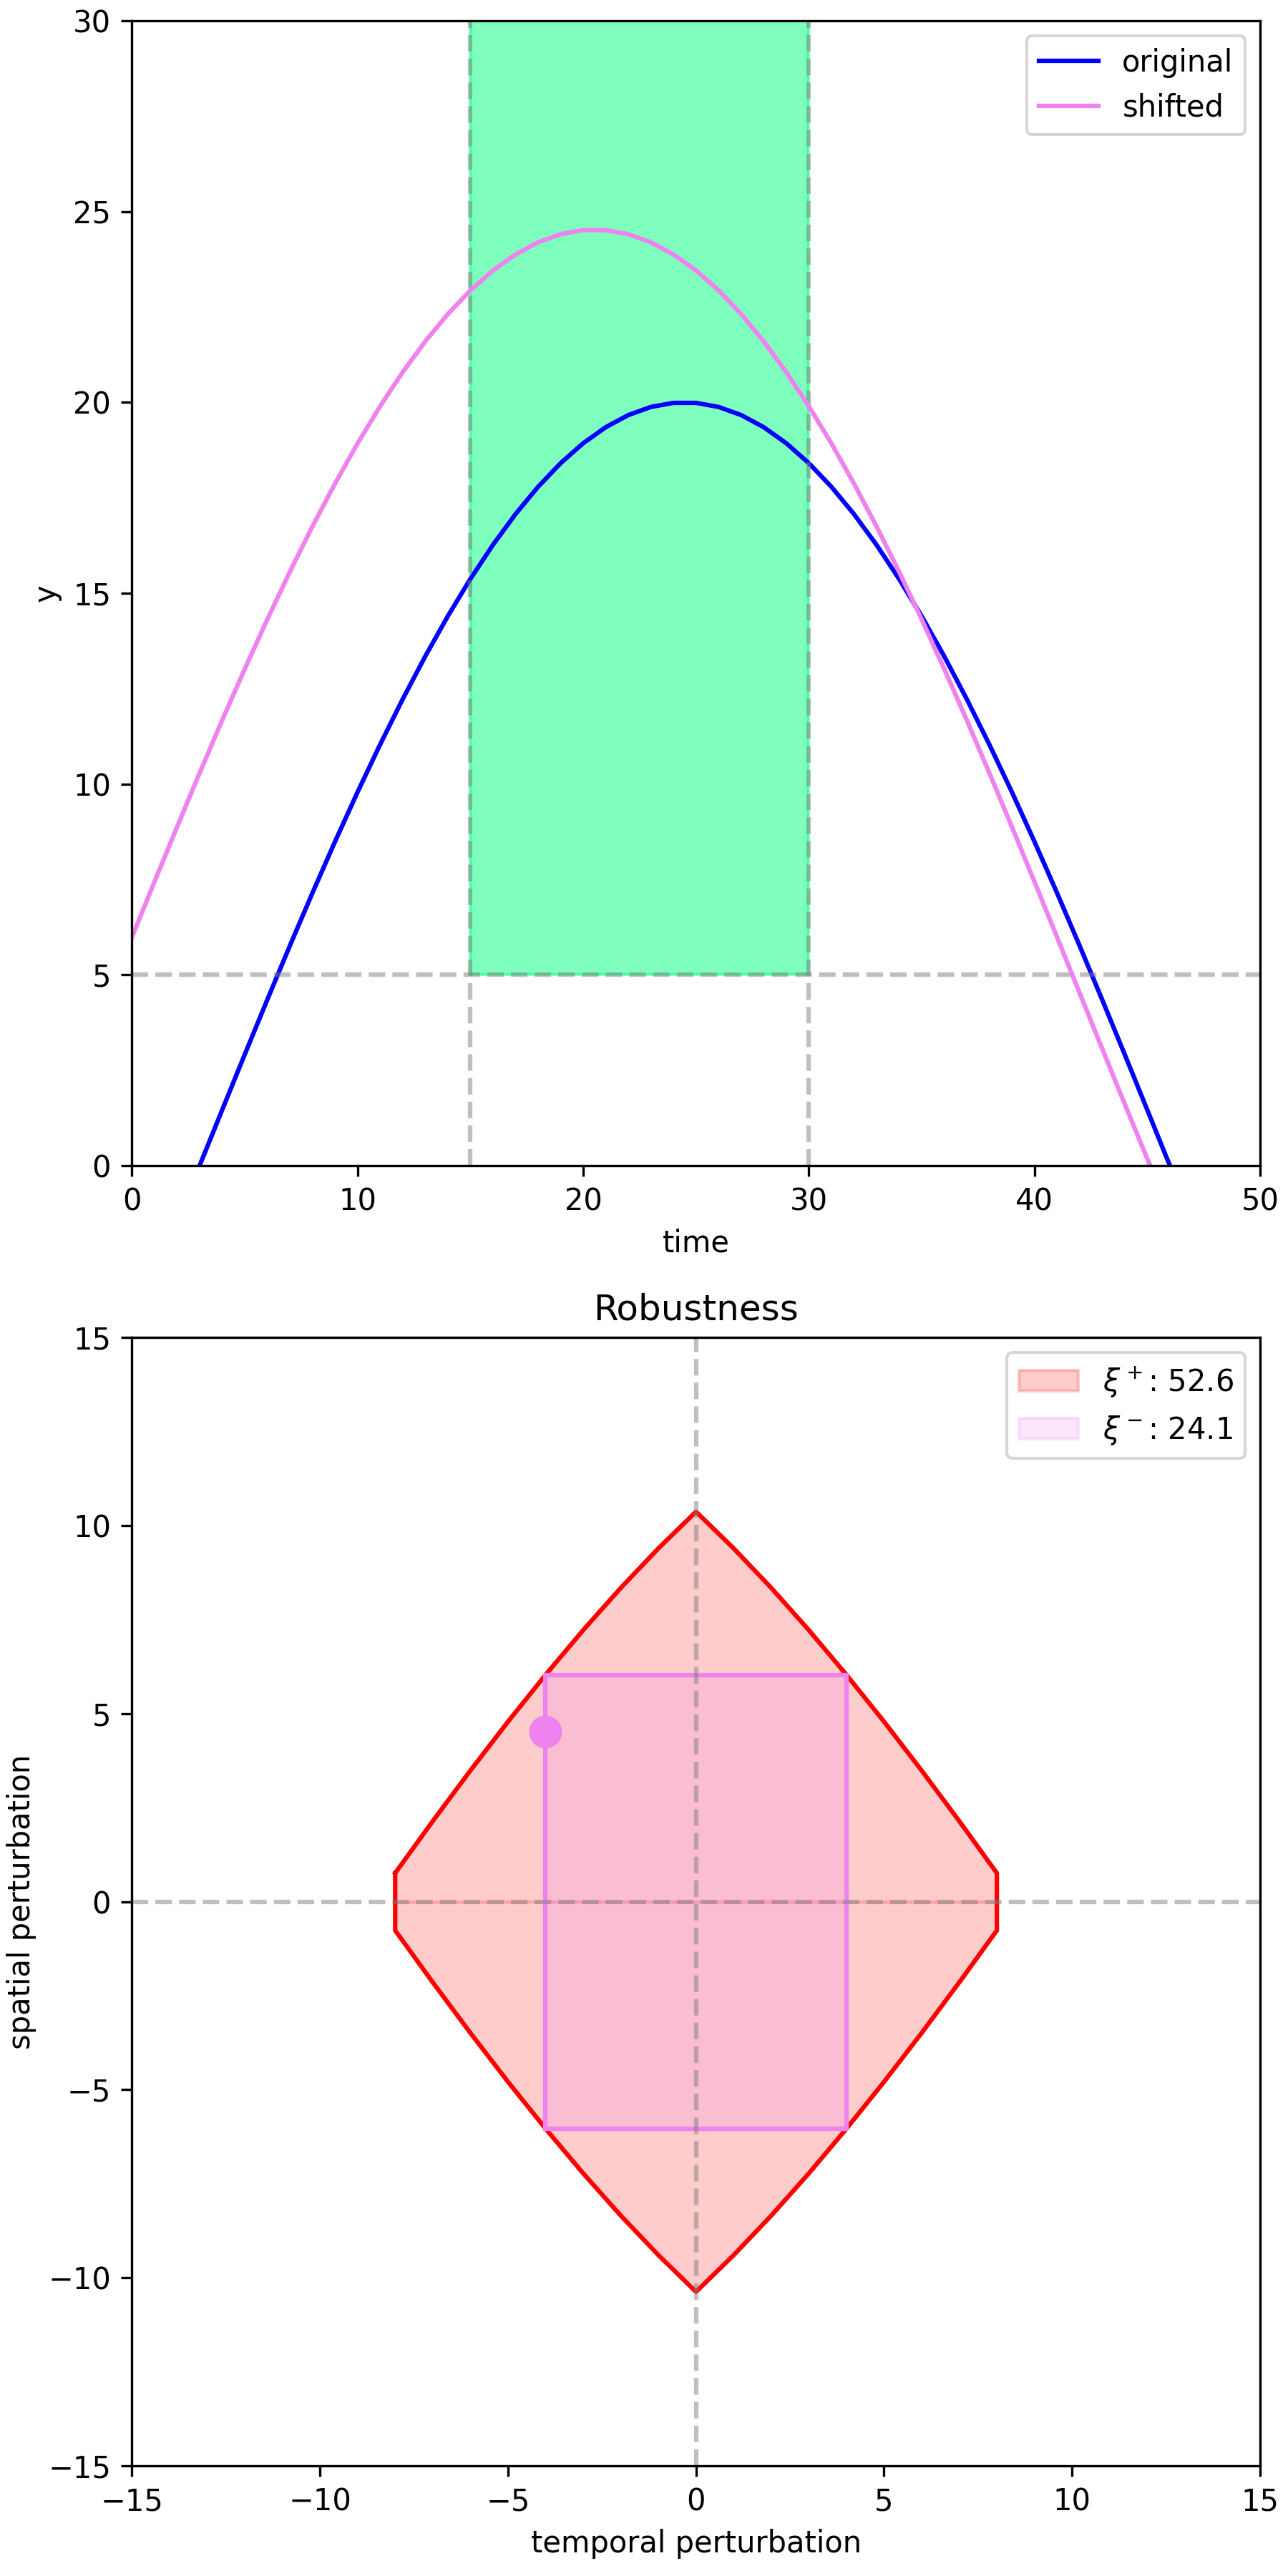 30
25
20
15
10
5
0
y
original
shifted
0 10 20 30 40 50
time
Robustness
15
10
5
0
−5
−10
−15
spatial perturbation
ξ⁺: 52.6
ξ⁻: 24.1
−15 −10 −5 0 5 10 15
temporal perturbation